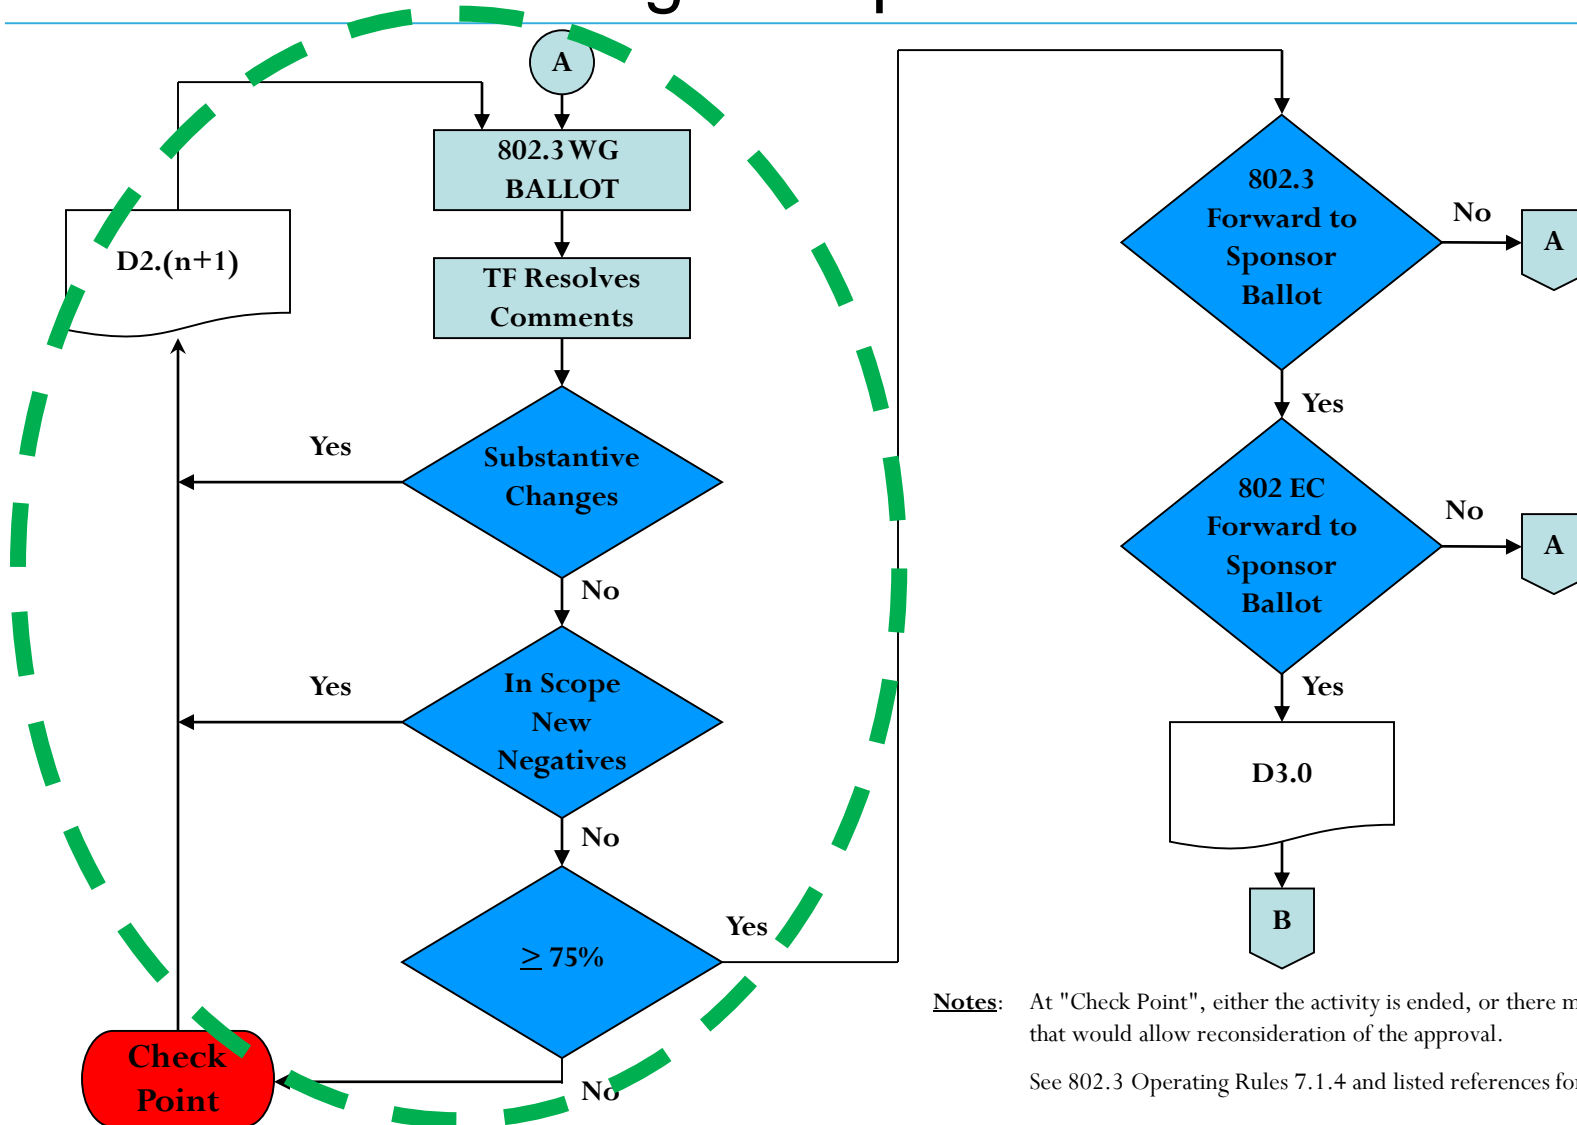 A
802.3 WG
BALLOT
D2.(n+1)
TF Resolves
Comments
Yes
Substantive
Changes
No
Yes
In Scope
New
Negatives
No
≥ 75%
Yes
No
Check
Point
802.3
Forward to
Sponsor
Ballot
No
A
Yes
802 EC
Forward to
Sponsor
Ballot
No
A
Yes
D3.0
B
Notes: At "Check Point", either the activity is ended, or there
that would allow reconsideration of the approval.
See 802.3 Operating Rules 7.1.4 and listed references for